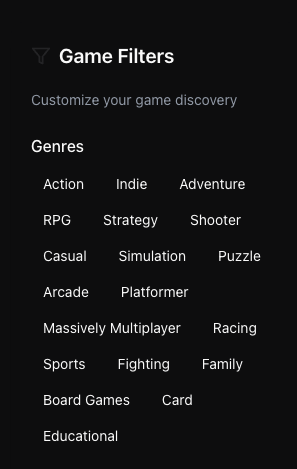 Game Filters
Customize your game discovery
Genres
Action Indie Adventure
RPG Strategy Shooter
Casual Simulation Puzzle
Arcade Platformer
Massively Multiplayer Racing
Sports Fighting Family
Board Games Card
Educational